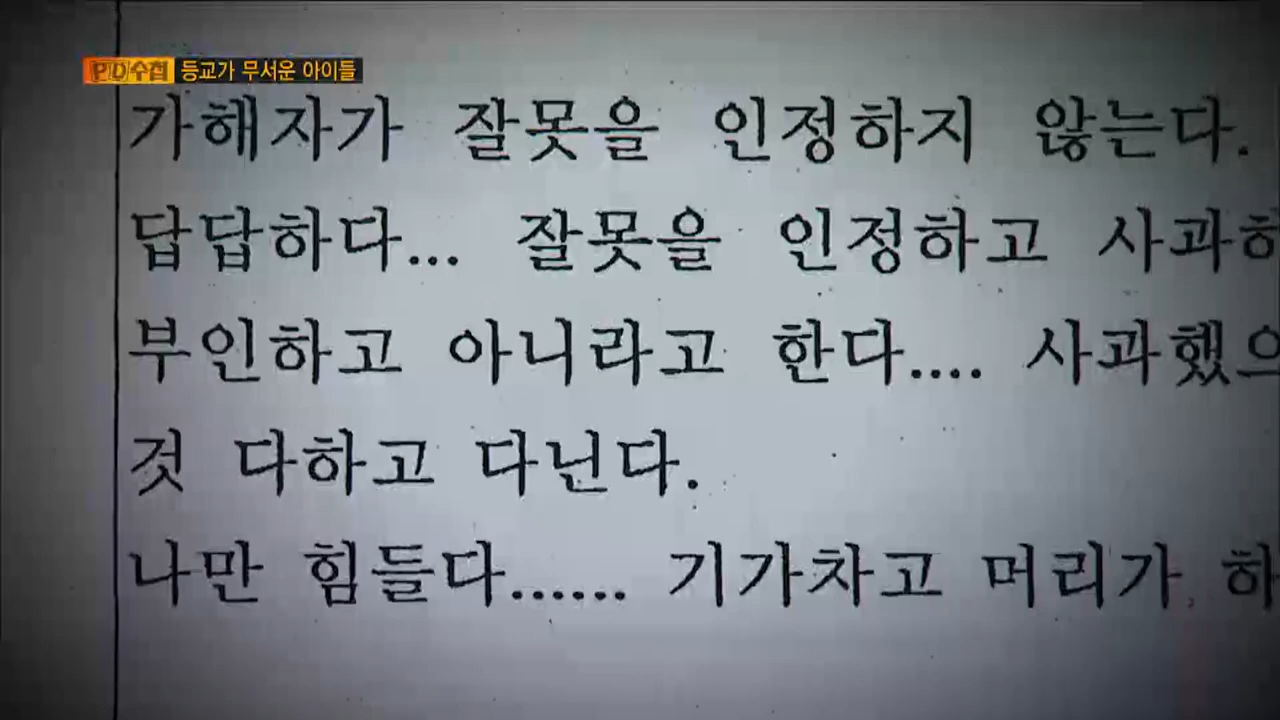 PD수첩 등교가 무서운 아이들
가해자가 잘못을 인정하지 않는다.
답답하다... 잘못을 인정하고 사과하
부인하고 아니라고 한다.... 사과했으
것 다하고 다닌다.
나만 힘들다...... 기가차고 머리가 하